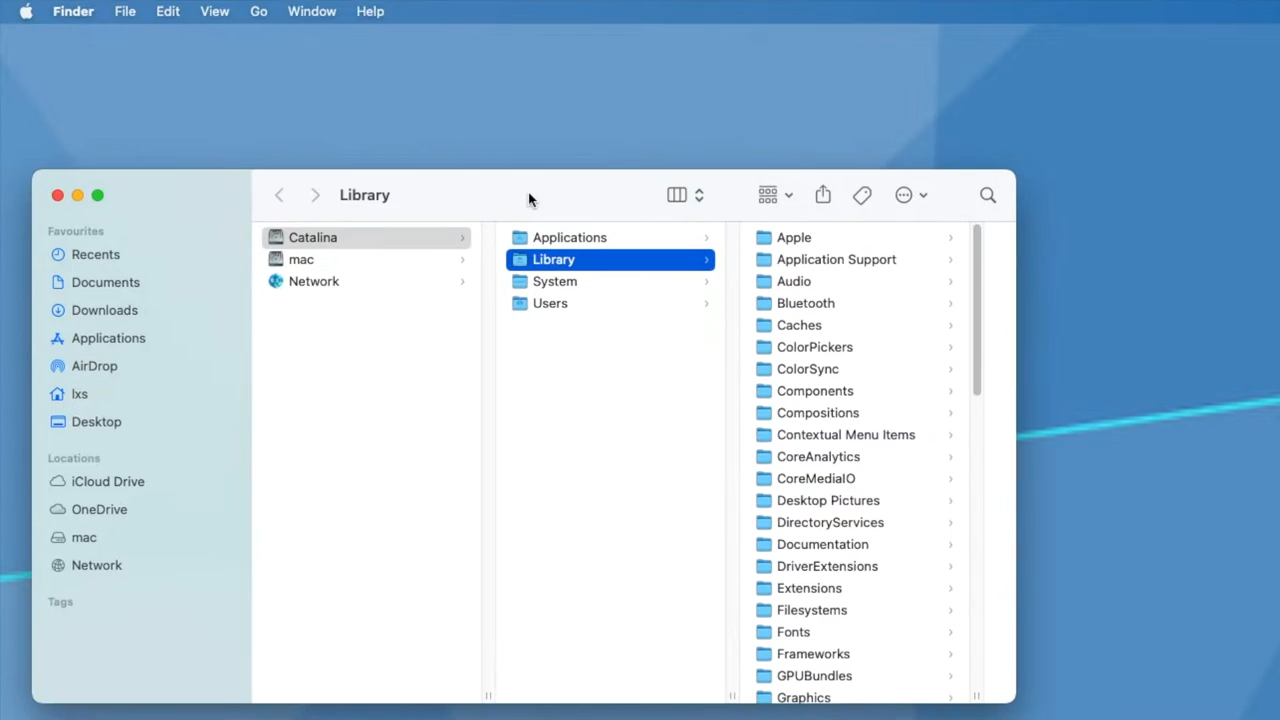 Finder File Edit View Go Window Help
Library
Favourites
Recents
Documents
Downloads
Applications
AirDrop
lxs
Desktop
Locations
iCloud Drive
OneDrive
mac
Network
Tags
Catalina
mac
Network
Applications
Library
System
Users
Apple
Application Support
Audio
Bluetooth
Caches
ColorPickers
ColorSync
Components
Compositions
Contextual Menu Items
CoreAnalytics
CoreMediaIO
Desktop Pictures
DirectoryServices
Documentation
DriverExtensions
Extensions
Filesystems
Fonts
Frameworks
GPUBundles
Graphics